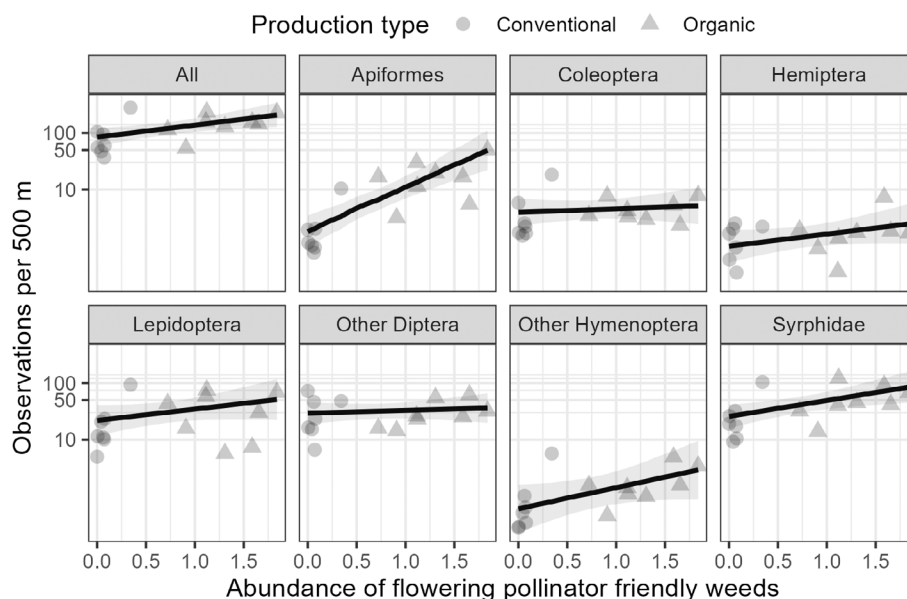 Production type Conventional Organic
All Apiformes Coleoptera Hemiptera
100
50
10
Lepidoptera Other Diptera Other Hymenoptera Syrphidae
100
50
10
0.0 0.5 1.0 1.5 0.0 0.5 1.0 1.5 0.0 0.5 1.0 1.5 0.0 0.5 1.0 1.5
Abundance of flowering pollinator friendly weeds
Observations per 500 m